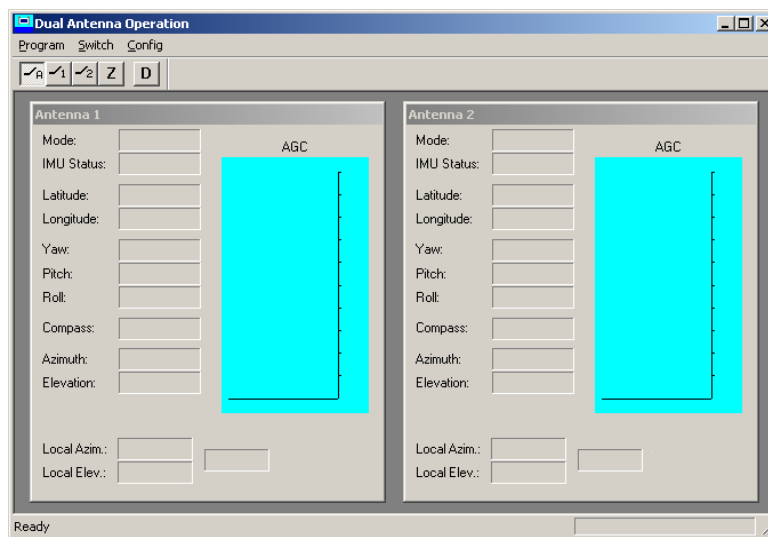 Dual Antenna Operation
Program Switch Config
A 1 2 Z D
Antenna 1
Mode:
IMU Status:
Latitude:
Longitude:
Yaw:
Pitch:
Roll:
Compass:
Azimuth:
Elevation:
Local Azim.:
Local Elev.:
AGC
Antenna 2
Mode:
IMU Status:
Latitude:
Longitude:
Yaw:
Pitch:
Roll:
Compass:
Azimuth:
Elevation:
Local Azim.:
Local Elev.:
AGC
Ready